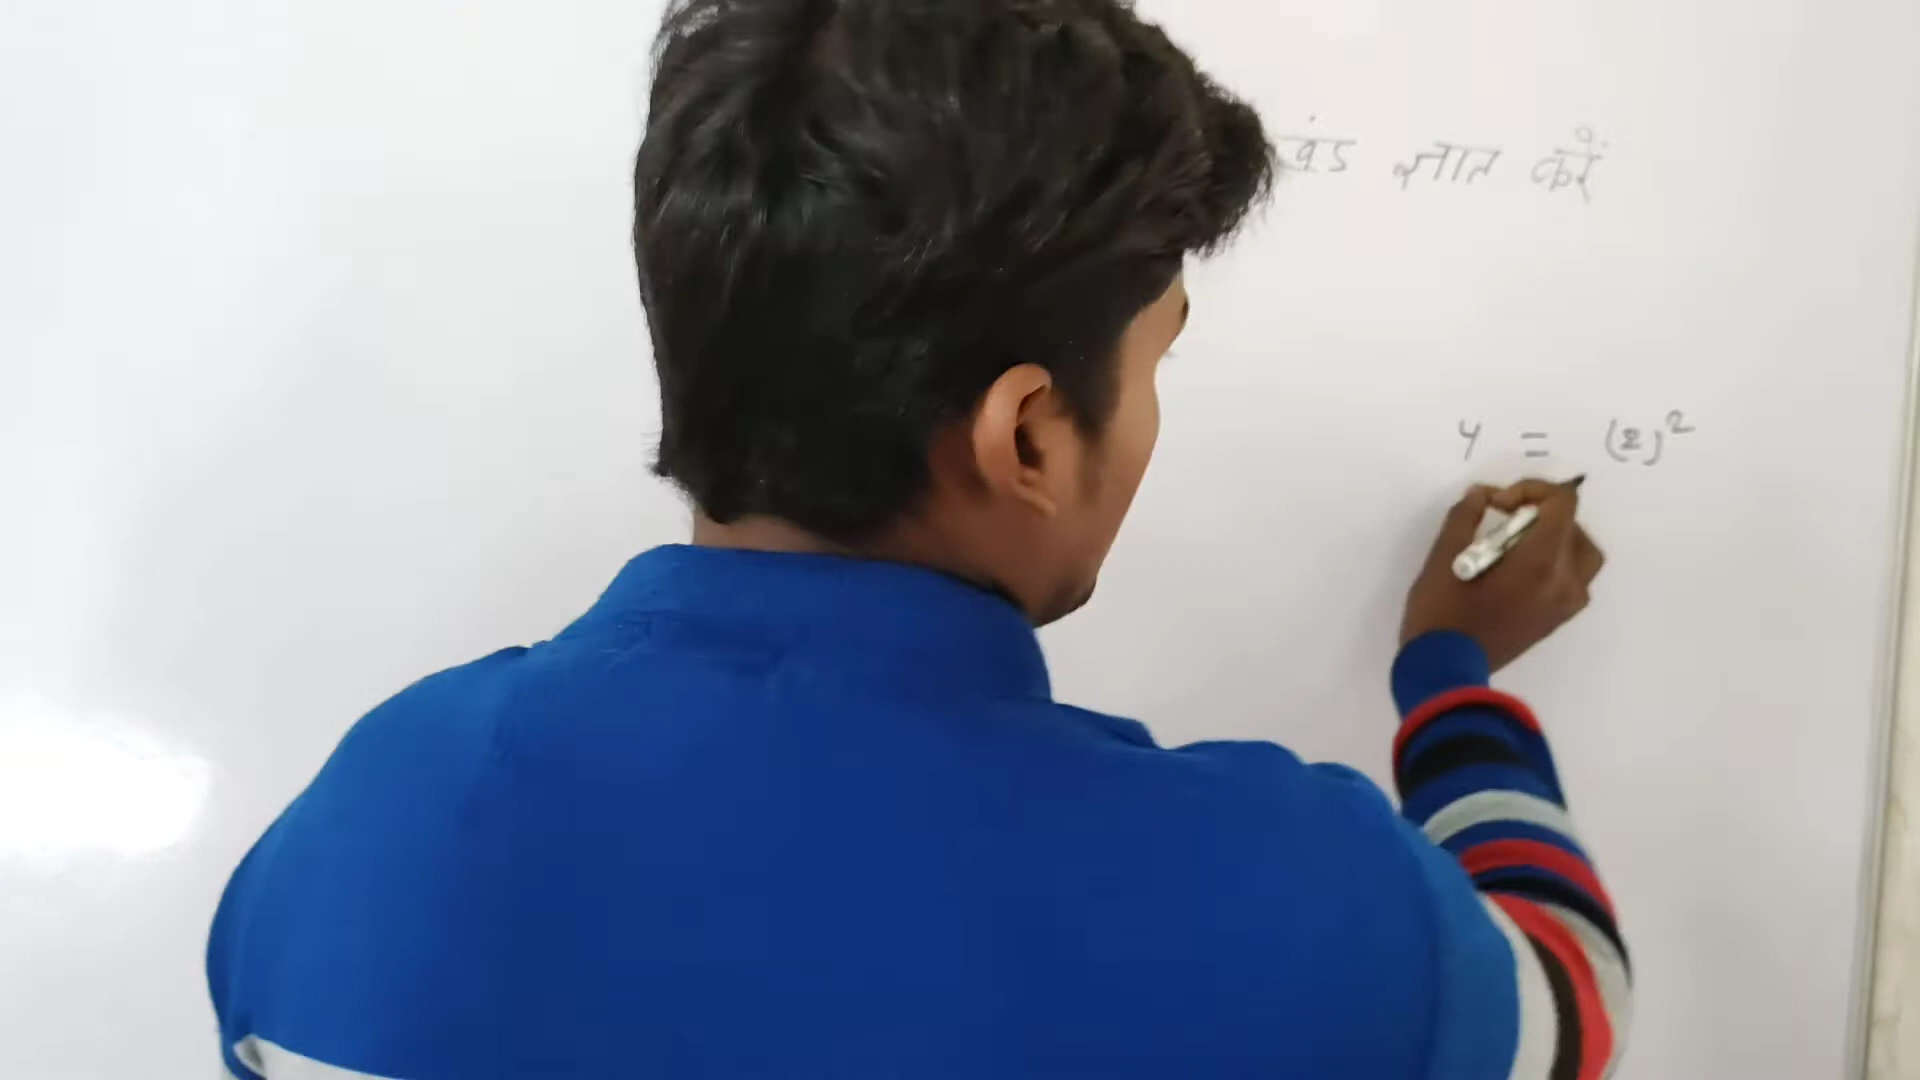 खंड ज्ञात करें
4 = (2)²